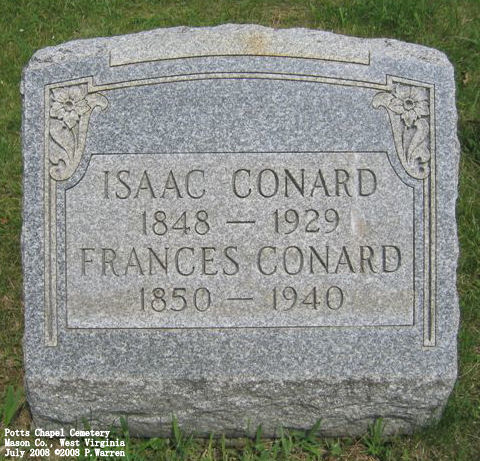 ISAAC CONARD
1848 — 1929
FRANCES CONARD
1850 — 1940
Potts Chapel Cemetery
Mason Co., West Virginia
July 2008 ©2008 P.Warren